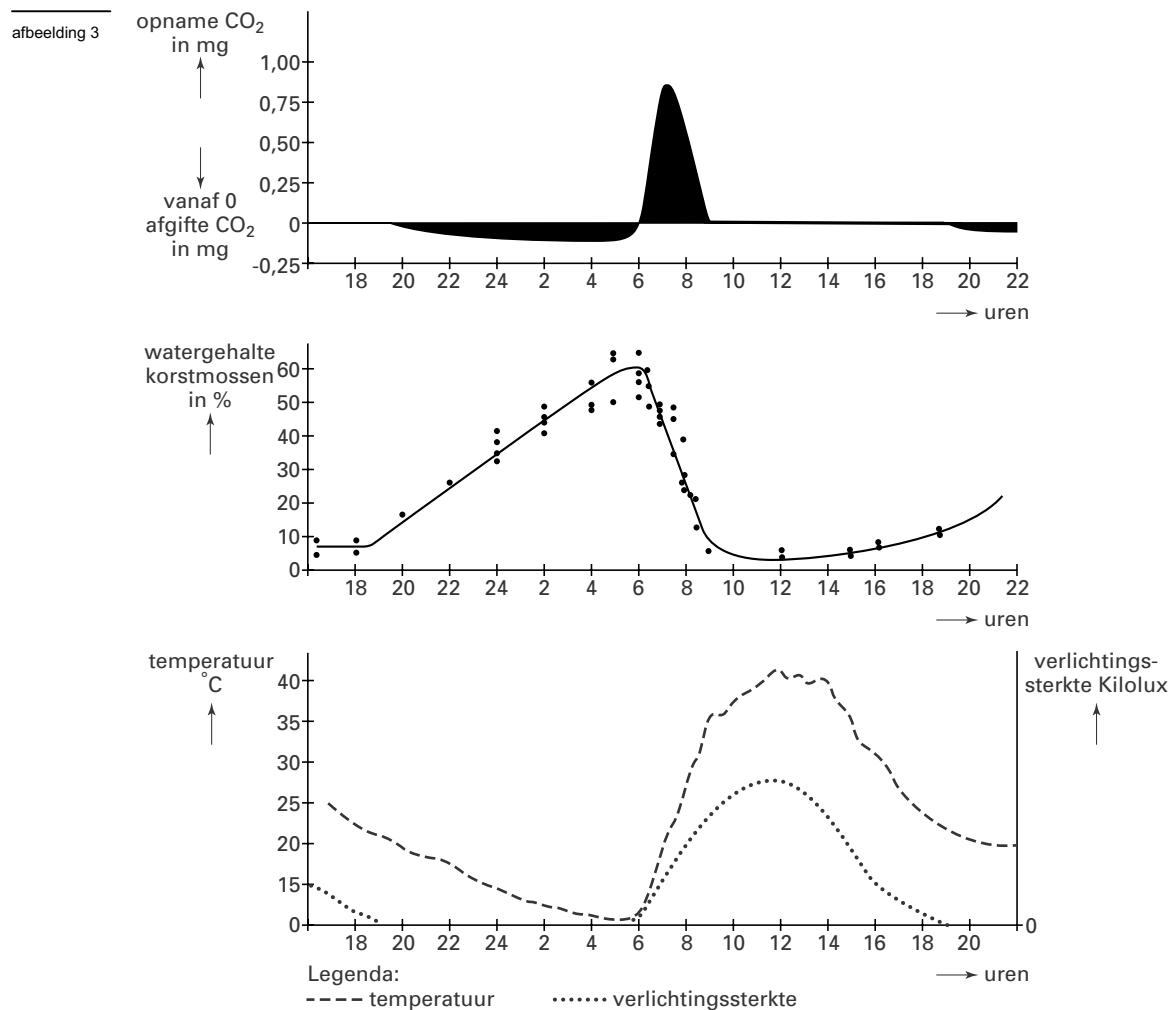 afbeelding 3
opname CO₂
in mg
1,00
0,75
0,50
0,25
0
-0,25
vanaf 0
afgifte CO₂
in mg
18 20 22 24 2 4 6 8 10 12 14 16 18 20 22
uren
watergehalte
korstmossen
in %
60
50
40
30
20
10
0
18 20 22 24 2 4 6 8 10 12 14 16 18 20 22
uren
temperatuur
°C
40
35
30
25
20
15
0
verlichtings-
sterkte Kilolux
0
18 20 22 24 2 4 6 8 10 12 14 16 18 20
uren
Legenda:
temperatuur verlichtingssterkte